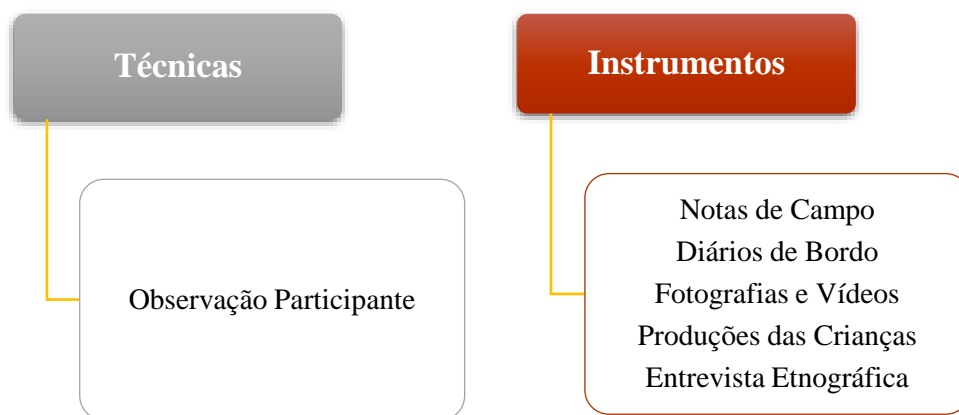 Técnicas
Observação Participante
Instrumentos
Notas de Campo
Diários de Bordo
Fotografias e Vídeos
Produções das Crianças
Entrevista Etnográfica